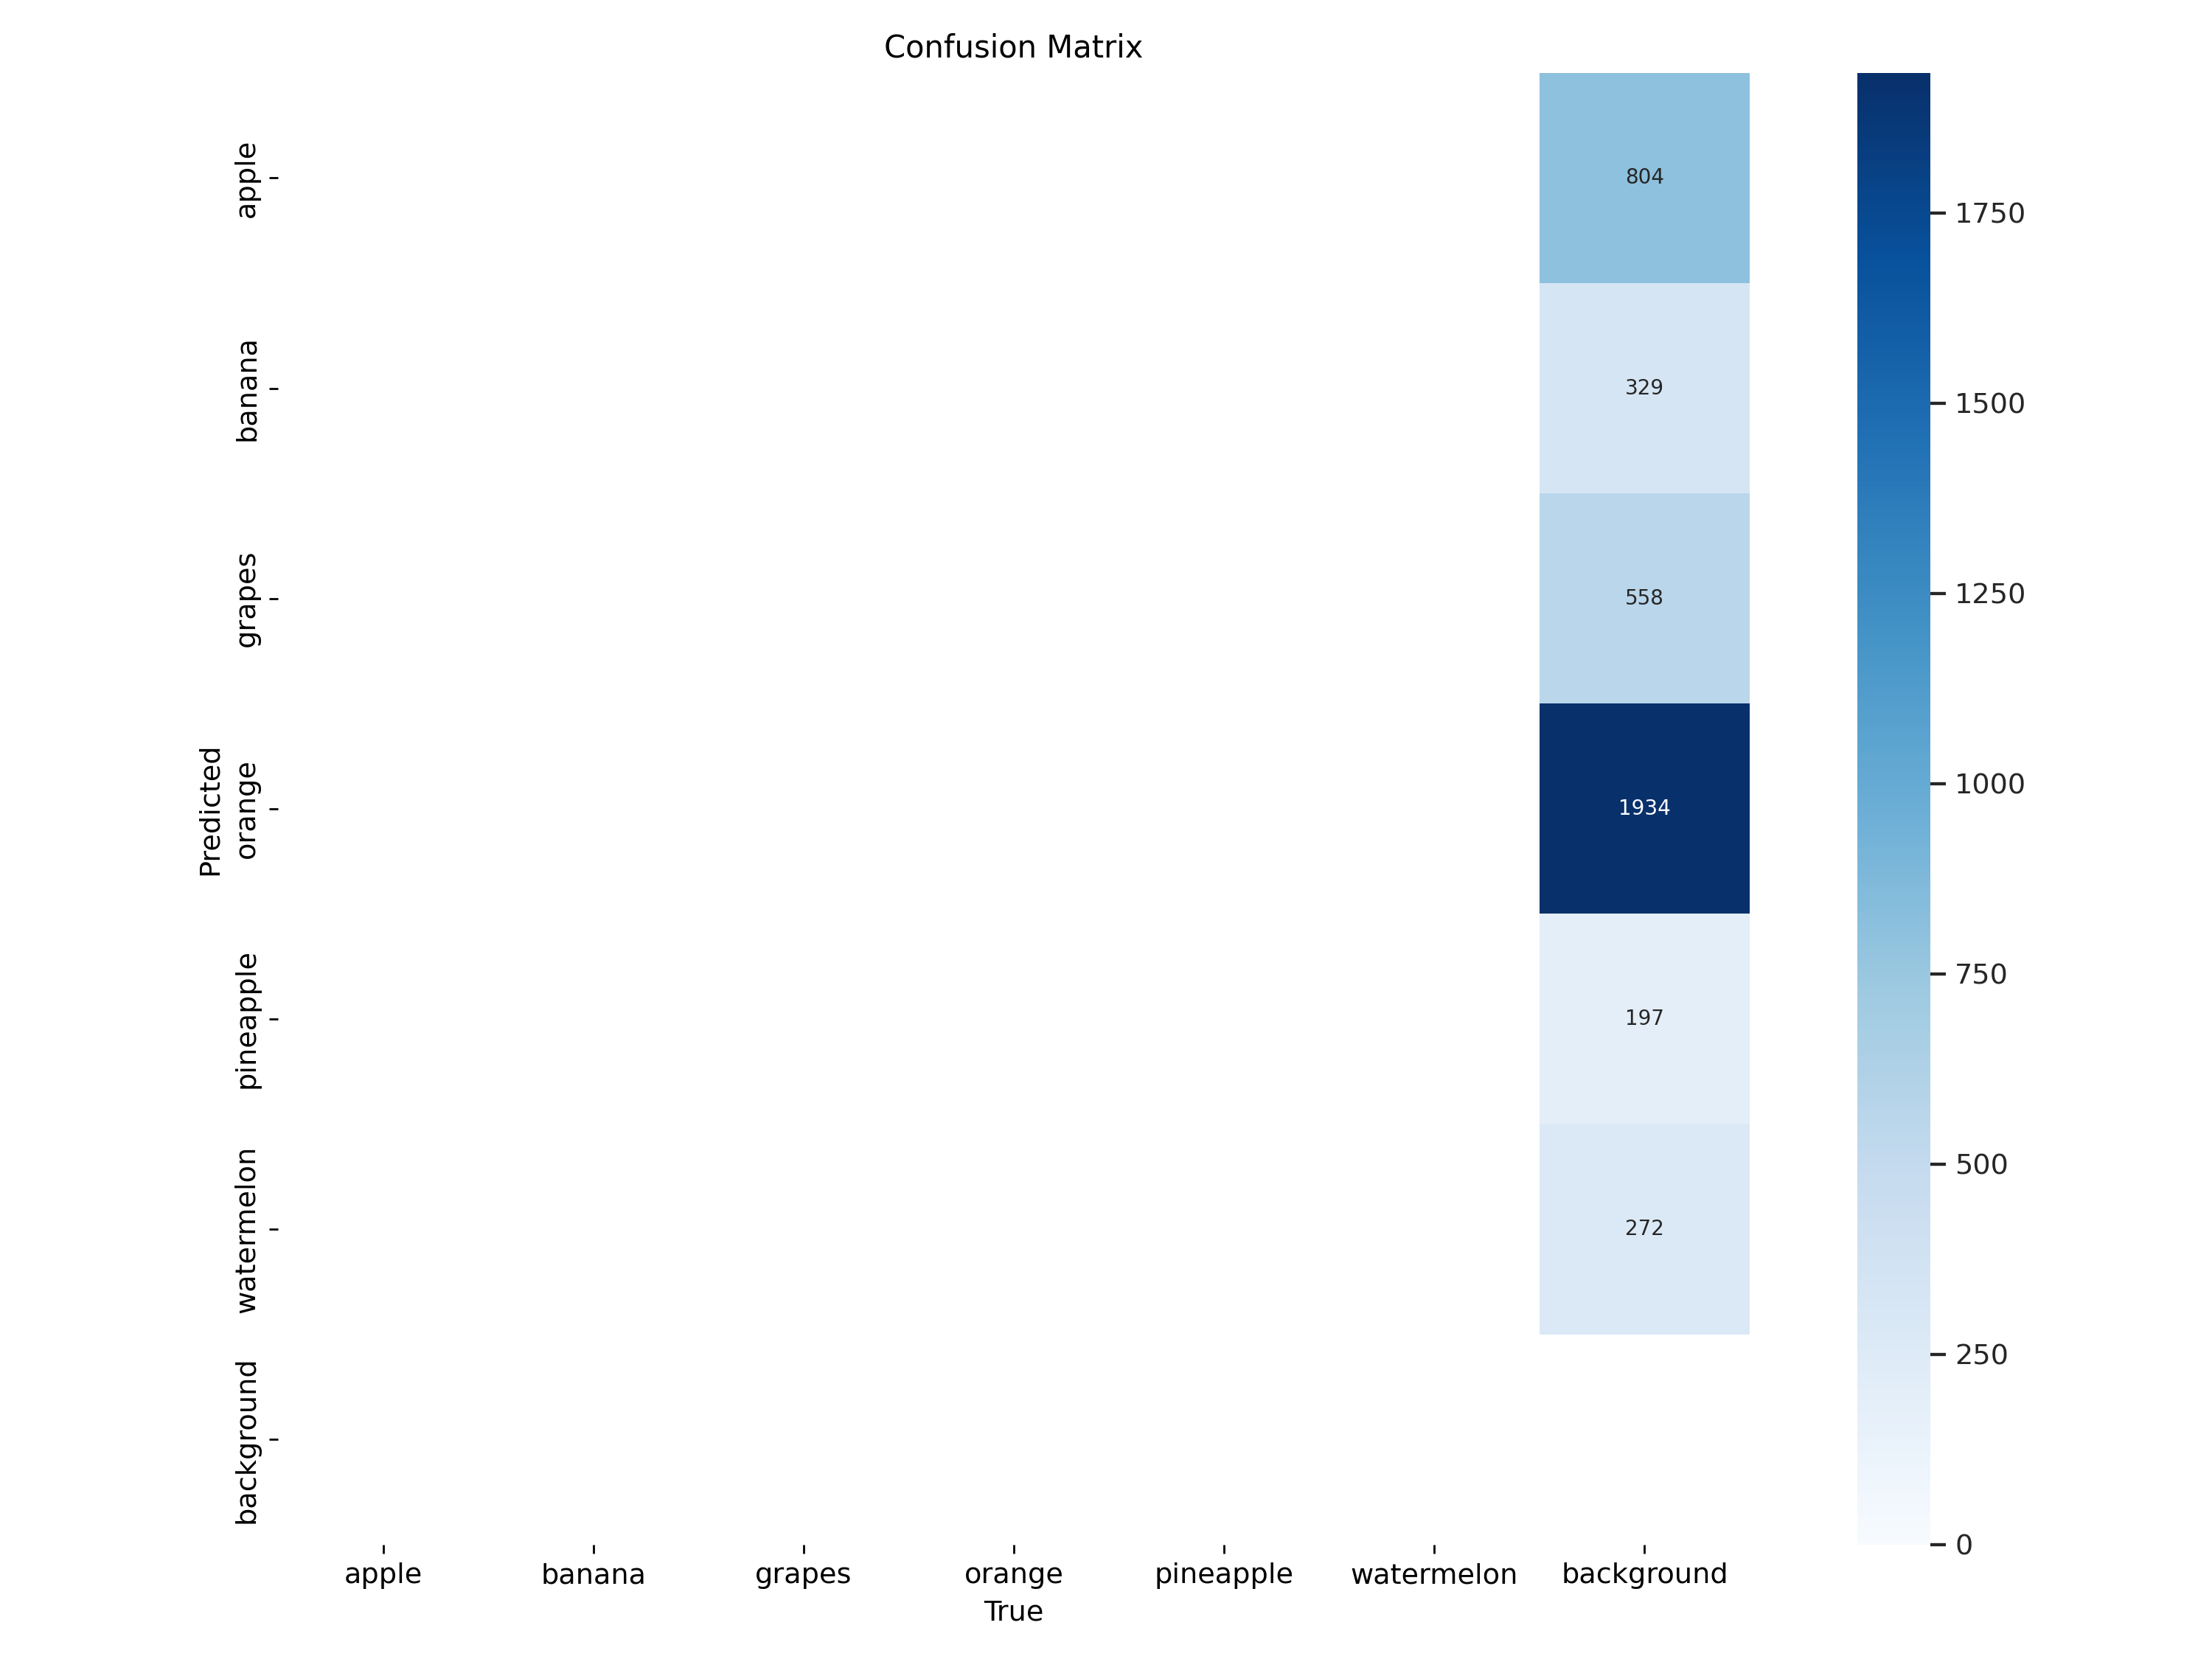 Confusion Matrix
Predicted
apple
banana
grapes
orange
pineapple
watermelon
background
804
329
558
1934
197
272
apple banana grapes orange pineapple watermelon background
True
1750
1500
1250
1000
750
500
250
0